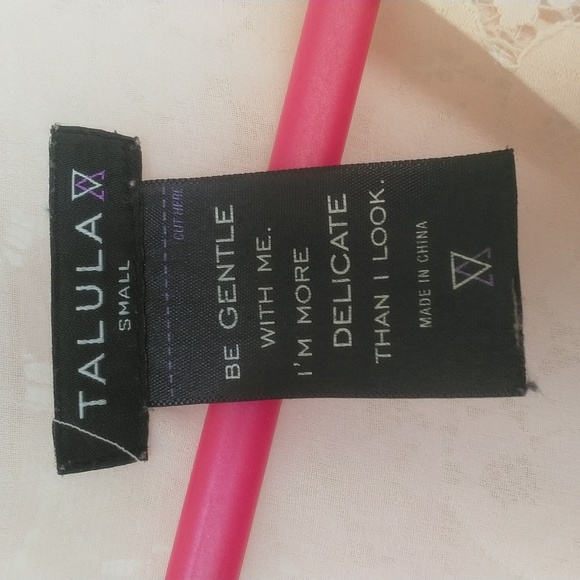 TALULA
SMALL
CUT HERE
BE GENTLE
WITH ME.
I'M MORE
DELICATE
THAN I LOOK.
MADE IN CHINA